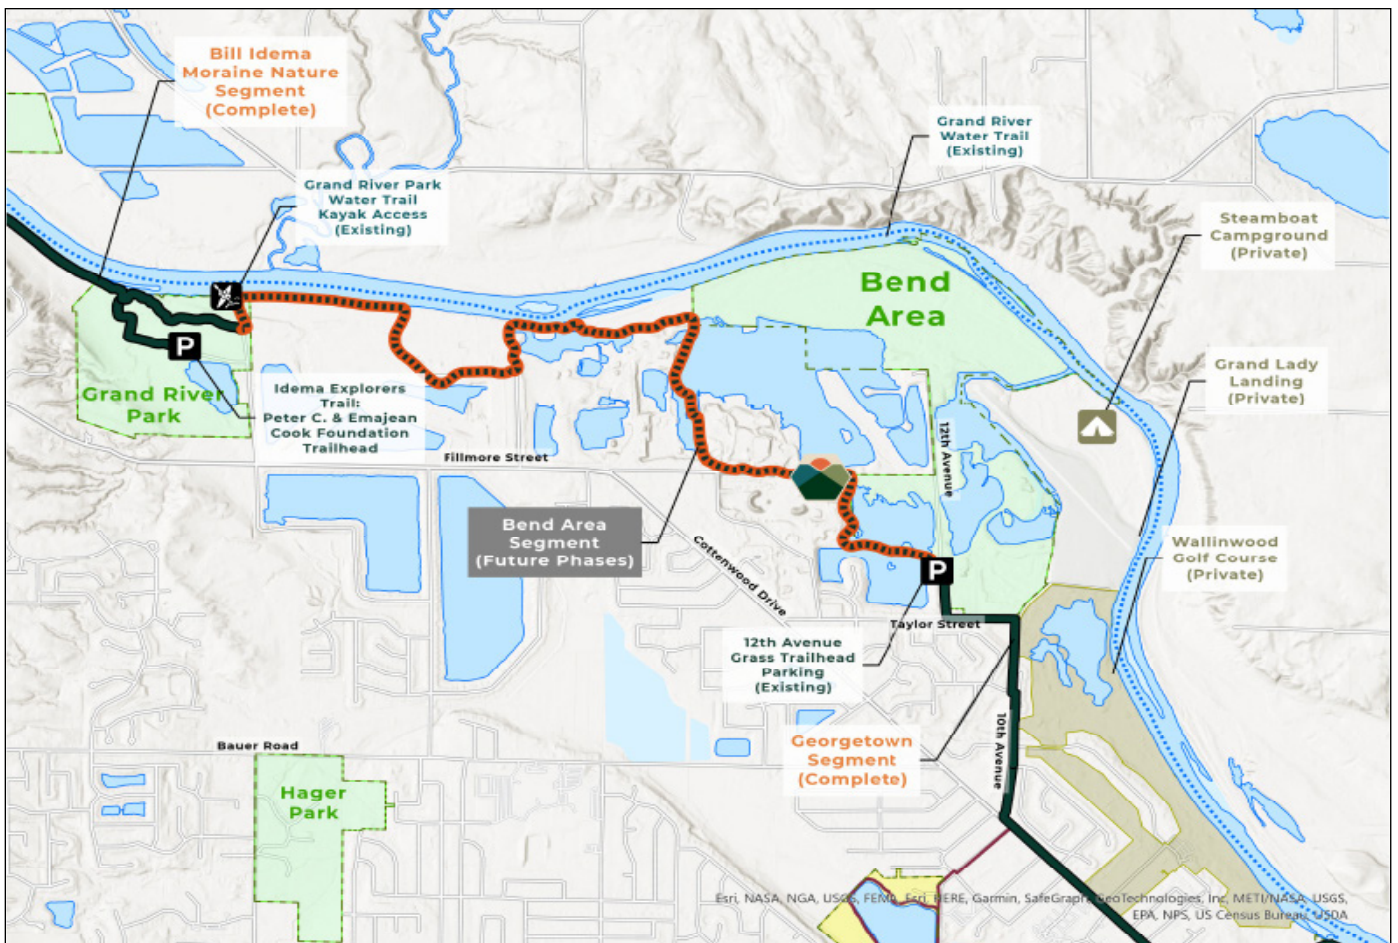 Bill Idema
Moraine Nature
Segment
(Complete)
Grand River Park
Water Trail
Kayak Access
(Existing)
Grand River
Water Trail
(Existing)
Steamboat
Campground
(Private)
Bend
Area
Grand Lady
Landing
(Private)
P
Grand River
Park
Idema Explorers
Trail:
Peter C. & Emajean
Cook Foundation
Trailhead
Fillmore Street
12th Avenue
Bend Area
Segment
(Future Phases)
Cottenwood Drive
Wallinwood
Golf Course
(Private)
P
Taylor Street
12th Avenue
Grass Trailhead
Parking
(Existing)
Georgetown
Segment
(Complete)
10th Avenue
Bauer Road
Hager
Park
Esri, NASA, NGA, USGS, FEMA, Esri, HERE, Garmin, SafeGraph, GeoTechnologies, Inc, METI/NASA, USGS,
EPA, NPS, US Census Bureau, USDA